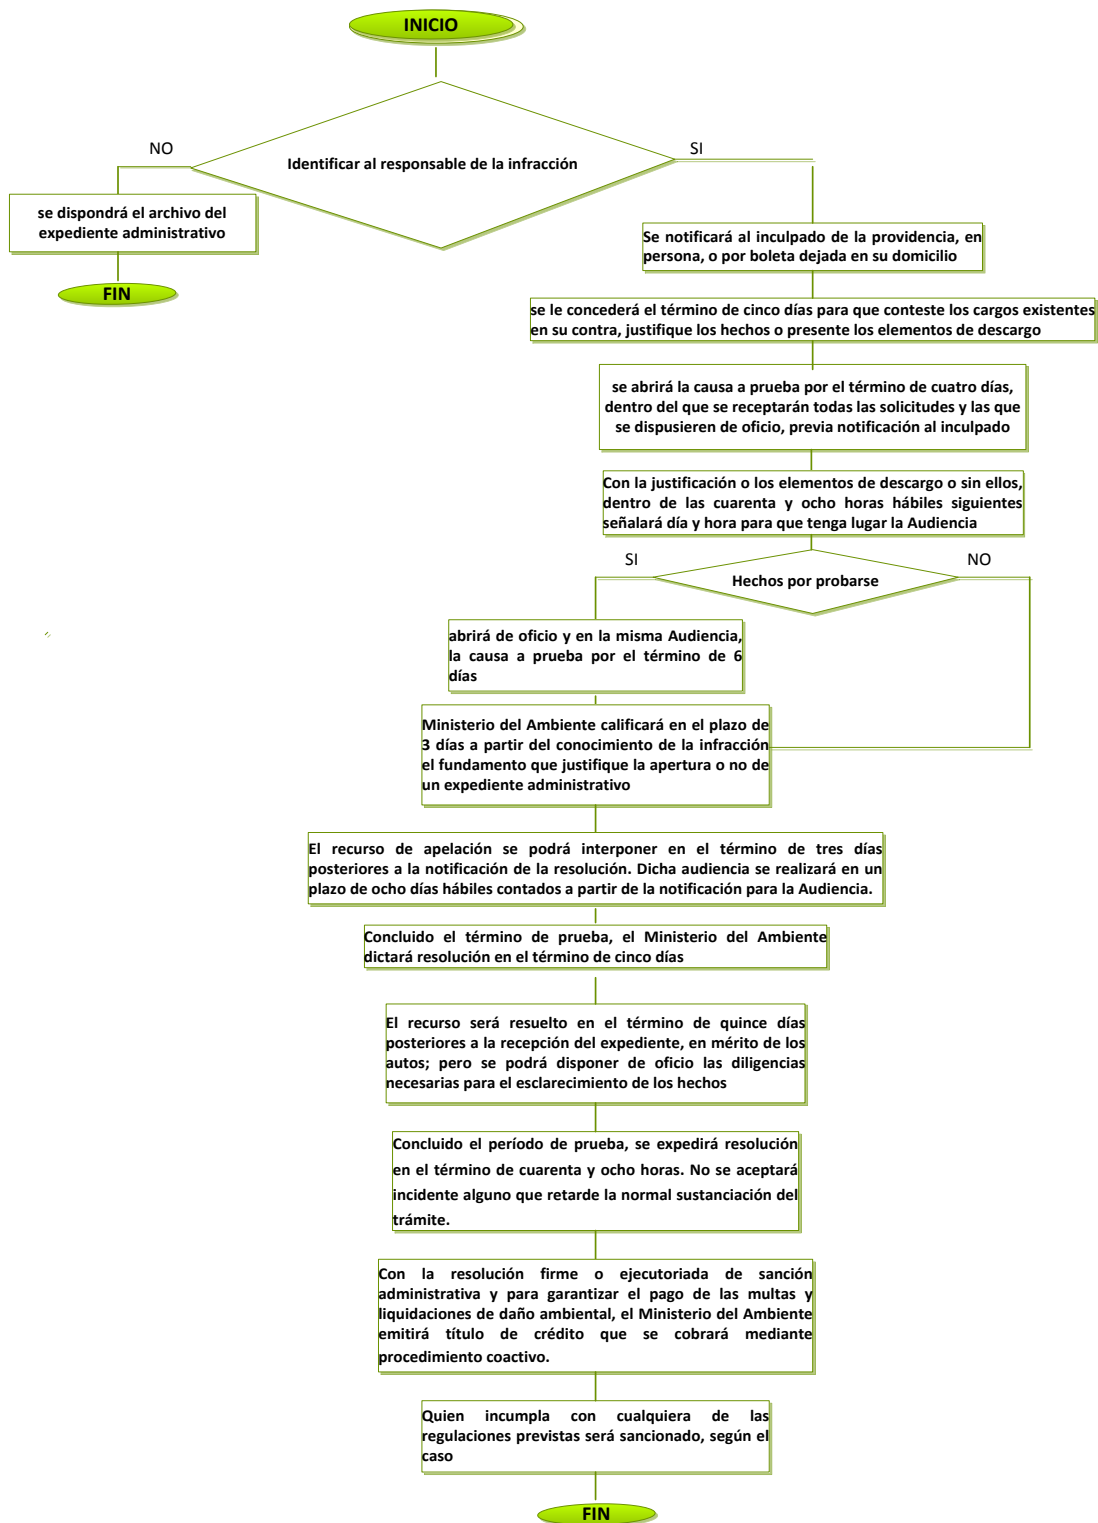 INICIO
NO
SI
Identificar al responsable de la infracción
se dispondrá el archivo del
expediente administrativo
FIN
Se notificará al inculpado de la providencia, en
persona, o por boleta dejada en su domicilio
se le concederá el término de cinco días para que conteste los cargos existentes
en su contra, justifique los hechos o presente los elementos de descargo
se abrirá la causa a prueba por el término de cuatro días,
dentro del que se receptarán todas las solicitudes y las que
se dispusieren de oficio, previa notificación al inculpado
Con la justificación o los elementos de descargo o sin ellos,
dentro de las cuarenta y ocho horas hábiles siguientes
señalará día y hora para que tenga lugar la Audiencia
SI
NO
Hechos por probarse
abrirá de oficio y en la misma Audiencia,
la causa a prueba por el término de 6
días
Ministerio del Ambiente calificará en el plazo de
3 días a partir del conocimiento de la infracción
el fundamento que justifique la apertura o no de
un expediente administrativo
El recurso de apelación se podrá interponer en el término de tres días
posteriores a la notificación de la resolución. Dicha audiencia se realizará en un
plazo de ocho días hábiles contados a partir de la notificación para la Audiencia.
Concluido el término de prueba, el Ministerio del Ambiente
dictará resolución en el término de cinco días
El recurso será resuelto en el término de quince días
posteriores a la recepción del expediente, en mérito de los
autos; pero se podrá disponer de oficio las diligencias
necesarias para el esclarecimiento de los hechos
Concluido el período de prueba, se expedirá resolución
en el término de cuarenta y ocho horas. No se aceptará
incidente alguno que retarde la normal sustanciación del
trámite.
Con la resolución firme o ejecutoriada de sanción
administrativa y para garantizar el pago de las multas y
liquidaciones de daño ambiental, el Ministerio del Ambiente
emitirá título de crédito que se cobrará mediante
procedimiento coactivo.
Quien incumpla con cualquiera de las
regulaciones previstas será sancionado, según el
caso
FIN